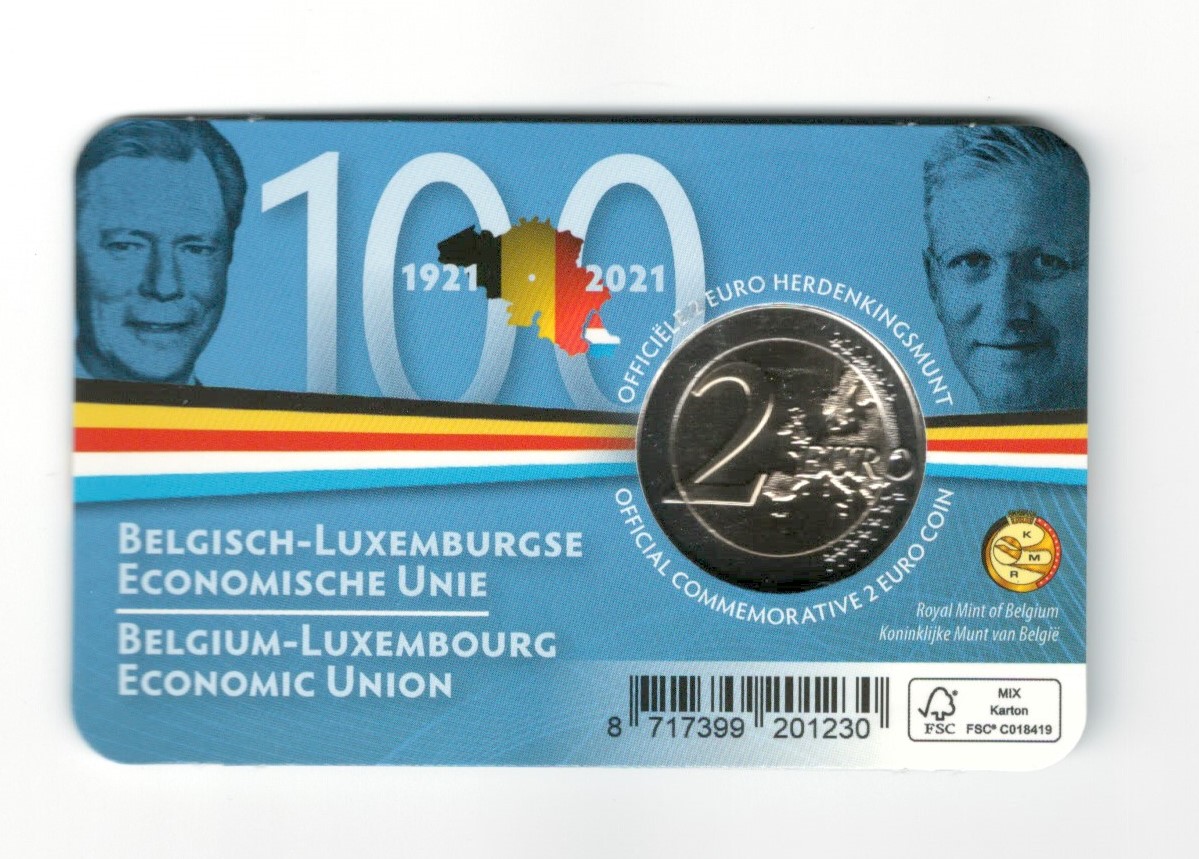 100
1921 2021
OFFICIËLE 2 EURO HERDENKINGSMUNT
2 EURO
OFFICIAL COMMEMORATIVE 2 EURO COIN
BELGISCH-LUXEMBURGSE
ECONOMISCHE UNIE
BELGIUM-LUXEMBOURG
ECONOMIC UNION
K
M
R
Royal Mint of Belgium
Koninklijke Munt van België
8 717399 201230
FSC
MIX
Karton
FSC® C018419